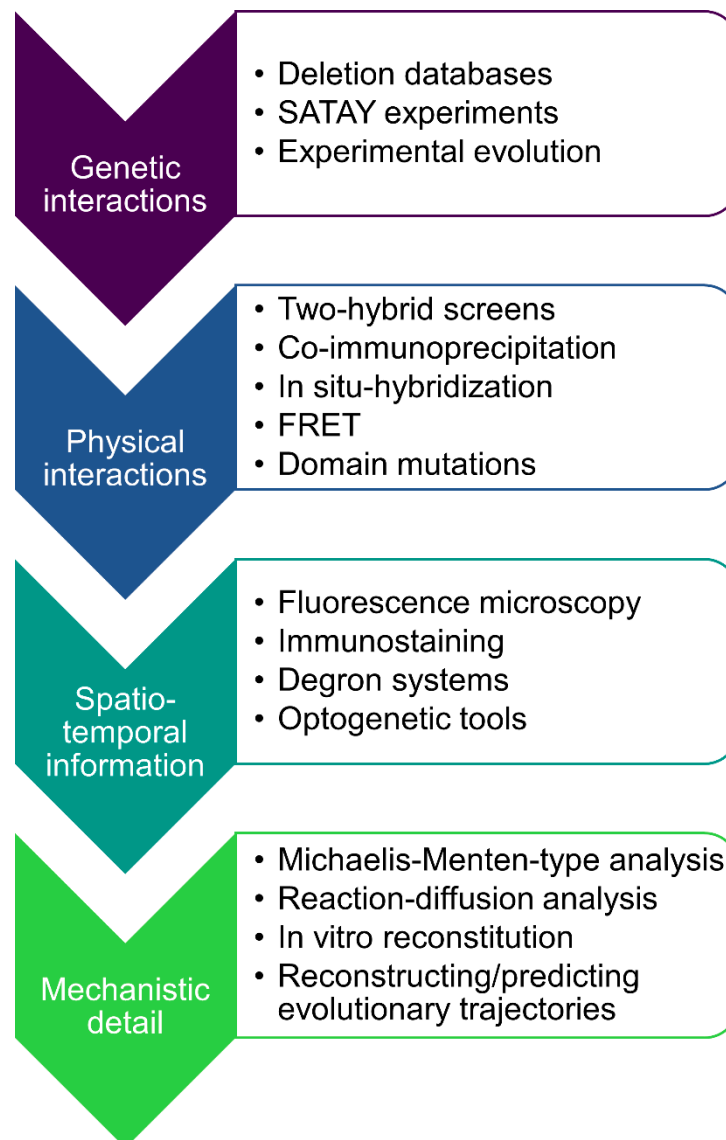 Genetic
interactions
• Deletion databases
• SATAY experiments
• Experimental evolution
Physical
interactions
• Two-hybrid screens
• Co-immunoprecipitation
• In situ-hybridization
• FRET
• Domain mutations
Spatio-
temporal
information
• Fluorescence microscopy
• Immunostaining
• Degron systems
• Optogenetic tools
Mechanistic
detail
• Michaelis-Menten-type analysis
• Reaction-diffusion analysis
• In vitro reconstitution
• Reconstructing/predicting
evolutionary trajectories